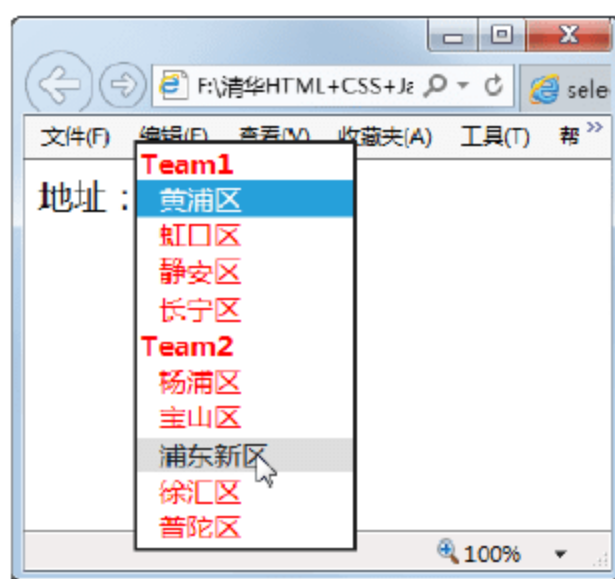 F:\清华HTML+CSS+Ja
sele
文件(F) 编辑(E) 查看(V) 收藏夹(A) 工具(T) 帮 »
地址：
Team1
黄浦区
虹口区
静安区
长宁区
Team2
杨浦区
宝山区
浦东新区
徐汇区
普陀区
100%